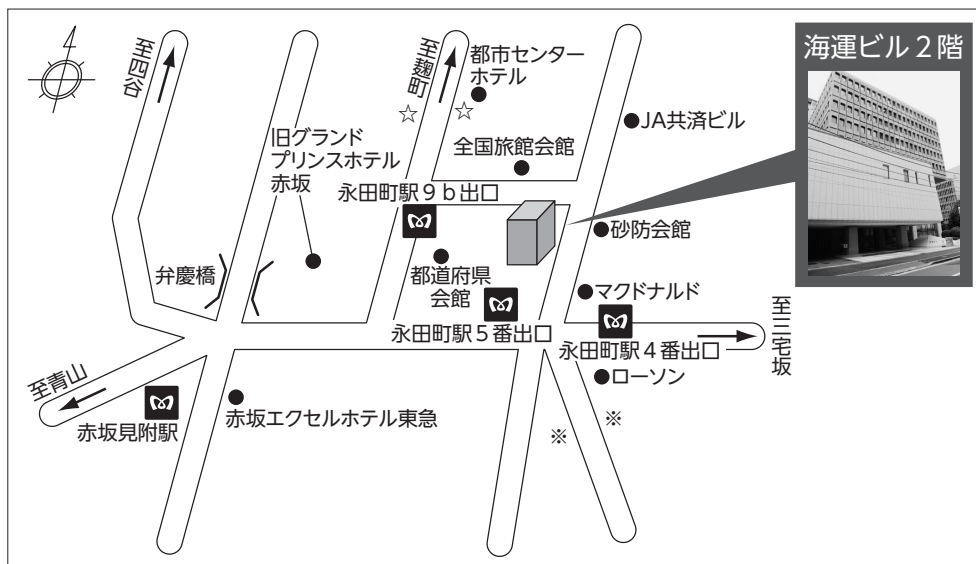 至四谷
至麹町
都市センター
ホテル
海運ビル2階
☆
☆
JA共済ビル
旧グランド
プリンスホテル
赤坂
全国旅館会館
永田町駅9b出口
砂防会館
弁慶橋
都道府県
会館
マクドナルド
永田町駅5番出口
永田町駅4番出口
至三宅坂
至青山
ローソン
赤坂見附駅
赤坂エクセルホテル東急
※
※